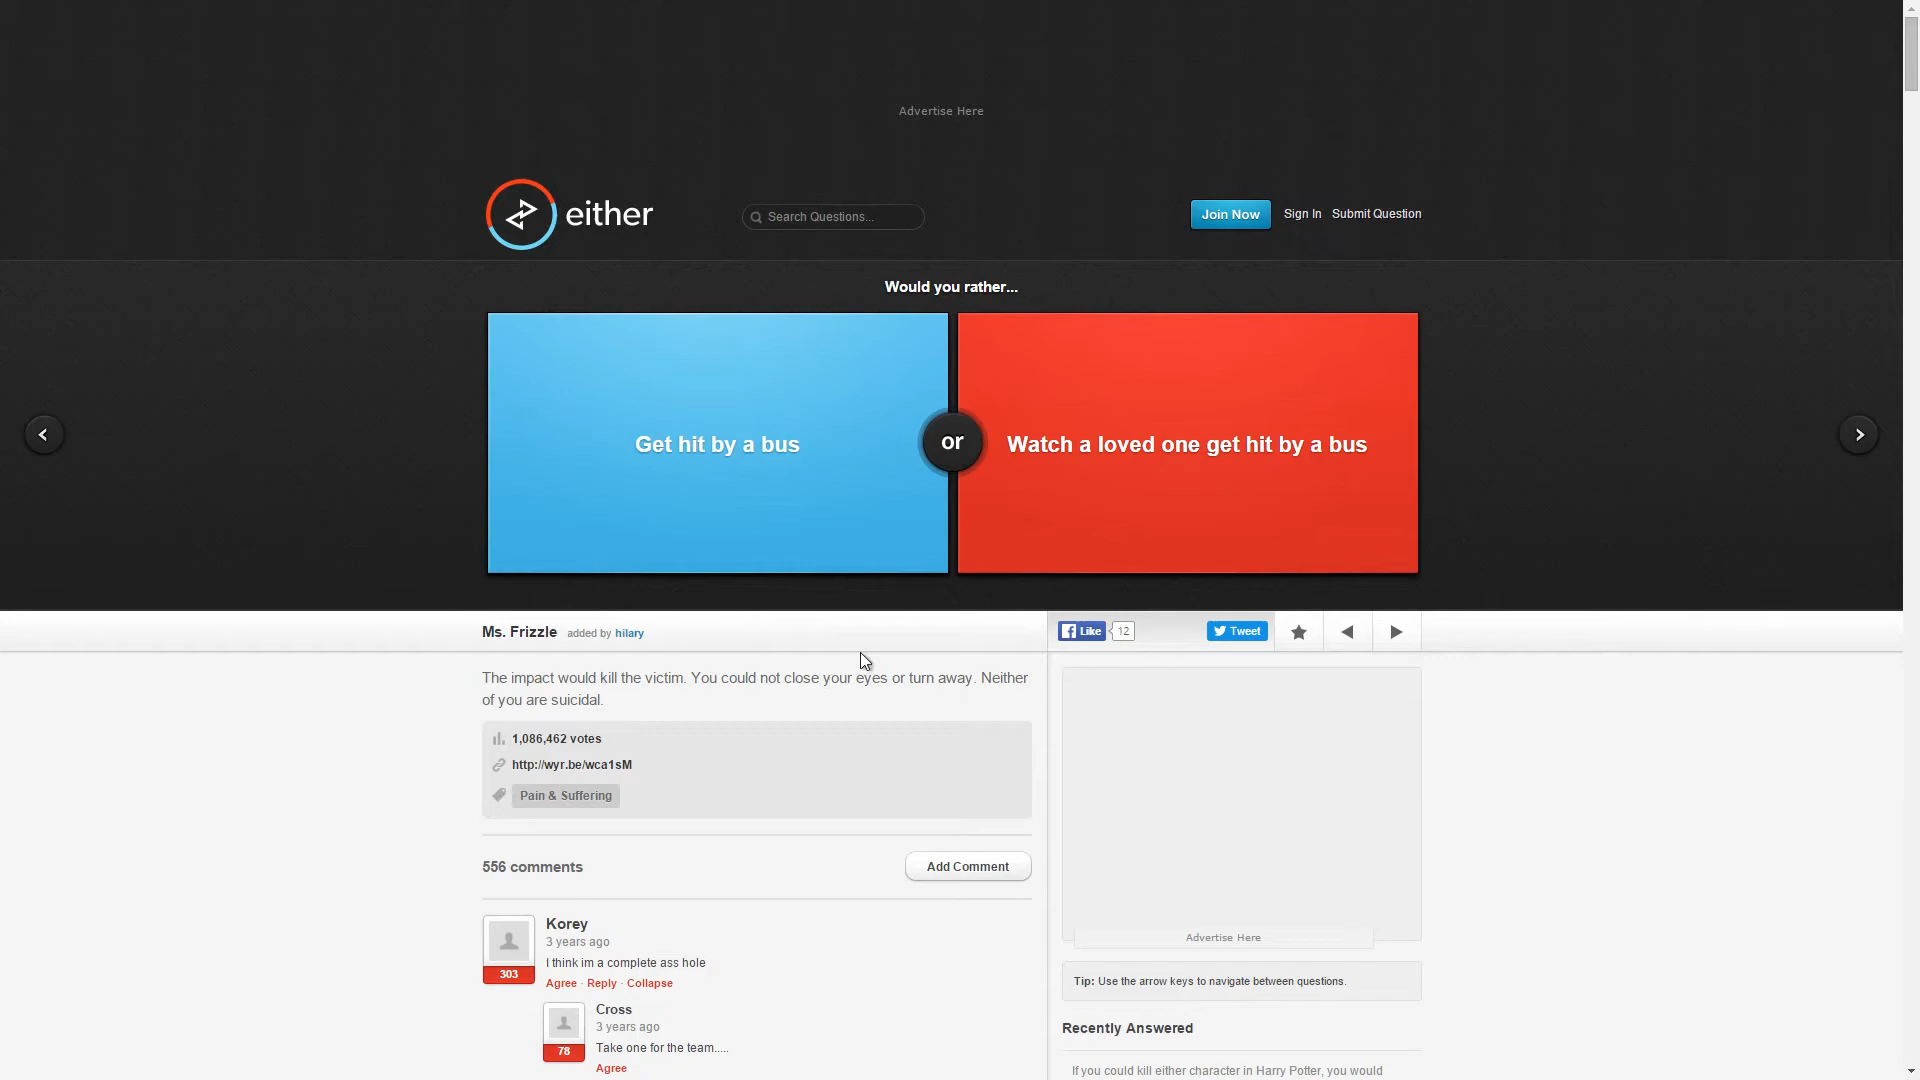 Advertise Here
either
Search Questions...
Join Now
Sign In
Submit Question
Would you rather...
Get hit by a bus
or
Watch a loved one get hit by a bus
Ms. Frizzle added by hilary
Like
12
Tweet
The impact would kill the victim. You could not close your eyes or turn away. Neither
of you are suicidal.
1,086,462 votes
http://wyr.be/wca1sM
Pain & Suffering
556 comments
Add Comment
Korey
3 years ago
I think im a complete ass hole
303
Agree · Reply · Collapse
Cross
3 years ago
Take one for the team.....
78
Agree
Advertise Here
Tip: Use the arrow keys to navigate between questions.
Recently Answered
If you could kill either character in Harry Potter, you would